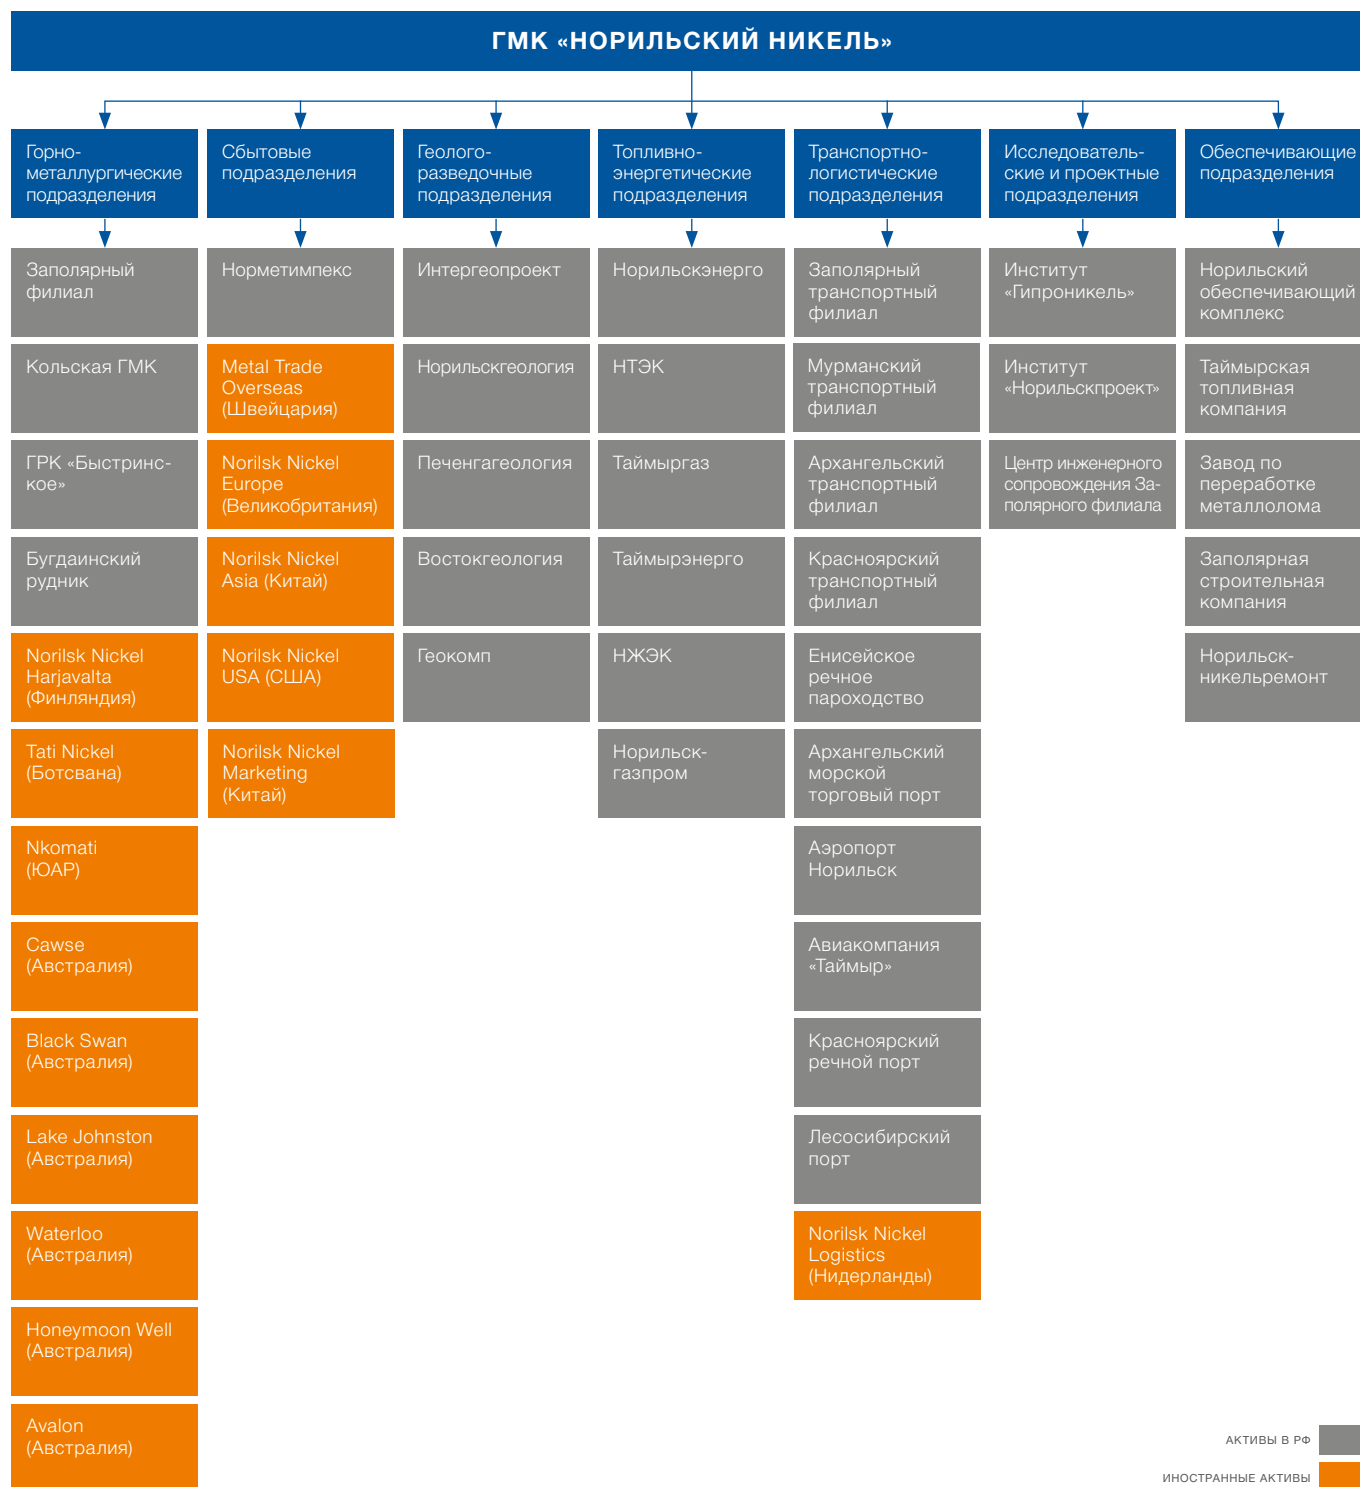 ГМК «НОРИЛЬСКИЙ НИКЕЛЬ»
Горно-
металлургические
подразделения
Заполярный
филиал
Кольская ГМК
ГРК «Быстринс-
кое»
Бугдаинский
рудник
Norilsk Nickel
Harjavalta
(Финляндия)
Tati Nickel
(Ботсвана)
Nkomati
(ЮАР)
Cawse
(Австралия)
Black Swan
(Австралия)
Lake Johnston
(Австралия)
Waterloo
(Австралия)
Honeymoon Well
(Австралия)
Avalon
(Австралия)
Сбытовые
подразделения
Норметимпекс
Metal Trade
Overseas
(Швейцария)
Norilsk Nickel
Europe
(Великобритания)
Norilsk Nickel
Asia (Китай)
Norilsk Nickel
USA (США)
Norilsk Nickel
Marketing
(Китай)
Геолого-
разведочные
подразделения
Интергеопроект
Норильскгеология
Печенгагеология
Востокгеология
Геокомп
Топливно-
энергетические
подразделения
Норильскэнерго
НТЭК
Таймыргаз
Таймырэнерго
НЖЭК
Норильск-
газпром
Транспортно-
логистические
подразделения
Заполярный
транспортный
филиал
Мурманский
транспортный
филиал
Архангельский
транспортный
филиал
Красноярский
транспортный
филиал
Енисейское
речное
пароходство
Архангельский
морской
торговый порт
Аэропорт
Норильск
Авиакомпания
«Таймыр»
Красноярский
речной порт
Лесосибирский
порт
Norilsk Nickel
Logistics
(Нидерланды)
Исследователь-
ские и проектные
подразделения
Институт
«Гипроникель»
Институт
«Норильскпроект»
Центр инженерного
сопровождения За-
полярного филиала
Обеспечивающие
подразделения
Норильский
обеспечивающий
комплекс
Таймырская
топливная
компания
Завод по
переработке
металлолома
Заполярная
строительная
компания
Норильск-
никельремонт
АКТИВЫ В РФ
ИНОСТРАННЫЕ АКТИВЫ